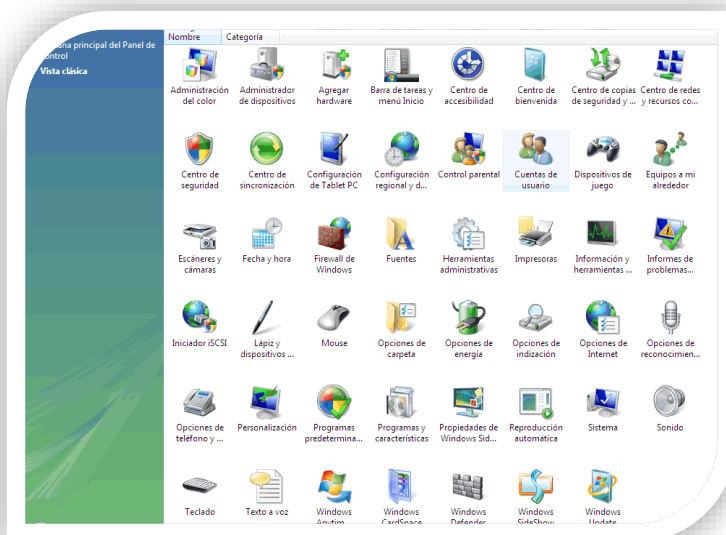 principal del Panel de
Vista clásica
Nombre Categoría
Administración del color
Administrador de dispositivos
Agregar hardware
Barra de tareas y menú Inicio
Centro de accesibilidad
Centro de bienvenida
Centro de copias de seguridad y ...
Centro de redes y recursos co...
Centro de seguridad
Centro de sincronización
Configuración de Tablet PC
Configuración regional y d...
Control parental
Cuentas de usuario
Dispositivos de juego
Equipos a mi alrededor
Escáneres y cámaras
Fecha y hora
Firewall de Windows
Fuentes
Herramientas administrativas
Impresoras
Información y herramientas ...
Informes de problemas...
Iniciador iSCSI
Lápiz y dispositivos ...
Mouse
Opciones de carpeta
Opciones de energía
Opciones de indización
Opciones de Internet
Opciones de reconocimien...
Opciones de teléfono y ...
Personalización
Programas predetermina...
Programas y características
Propiedades de Windows Sid...
Reproducción automática
Sistema
Sonido
Teclado
Texto a voz
Windows Anytim...
Windows CardSpace
Windows Defender
Windows SideShow
Windows Update